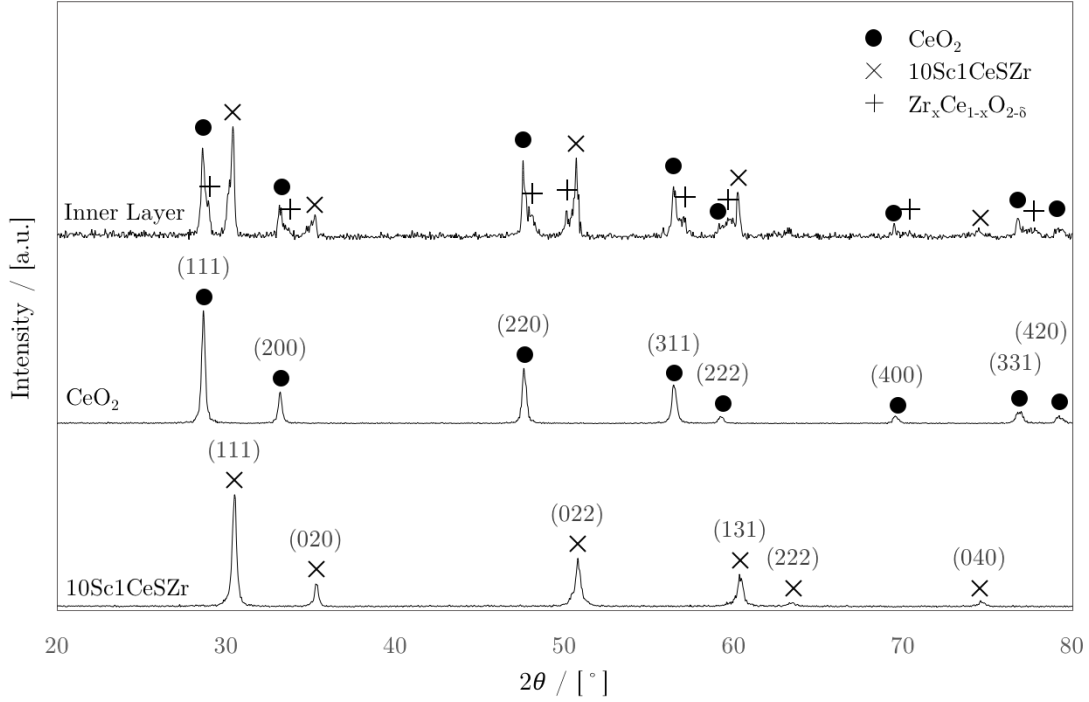 CeO₂
10Sc1CeSZr
ZrₓCe₁₋ₓO₂₋δ
Inner Layer
(111)
(200)
(220)
(311)
(222)
(400)
(331)
(420)
CeO₂
(111)
(020)
(022)
(131)
(222)
(040)
10Sc1CeSZr
Intensity / [a.u.]
20 30 40 50 60 70 80
2θ / [°]